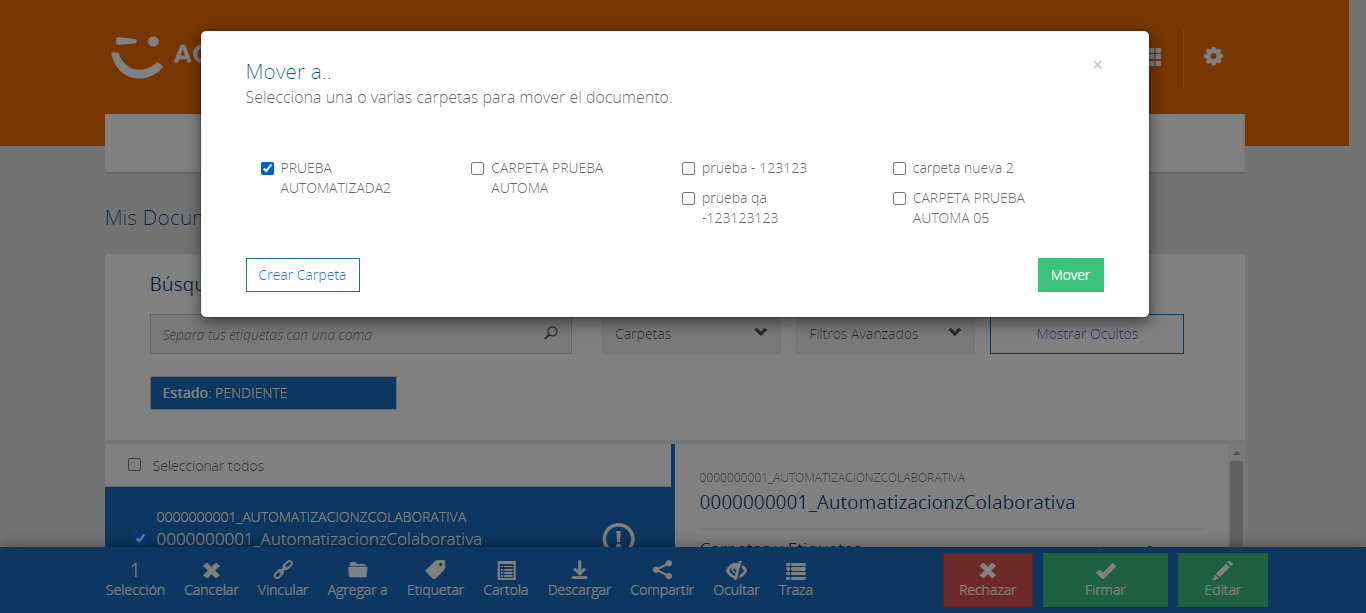 AC
Mover a..
×
Selecciona una o varias carpetas para mover el documento.
PRUEBA
AUTOMATIZADA2
CARPETA PRUEBA
AUTOMA
prueba - 123123
prueba qa
-123123123
carpeta nueva 2
CARPETA PRUEBA
AUTOMA 05
Crear Carpeta
Mover
Mis Docum
Búsqu
Separa tus etiquetas con una coma
Carpetas
Filtros Avanzados
Mostrar Ocultos
Estado: PENDIENTE
Seleccionar todos
0000000001_AUTOMATIZACIONZCOLABORATIVA
0000000001_AutomatizacionzColaborativa
0000000001_AUTOMATIZACIONZCOLABORATIVA
0000000001_AutomatizacionzColaborativa
Carpetas y Etiquetas
1
Selección
Cancelar
Vincular
Agregar a
Etiquetar
Cartola
Descargar
Compartir
Ocultar
Traza
Rechazar
Firmar
Editar